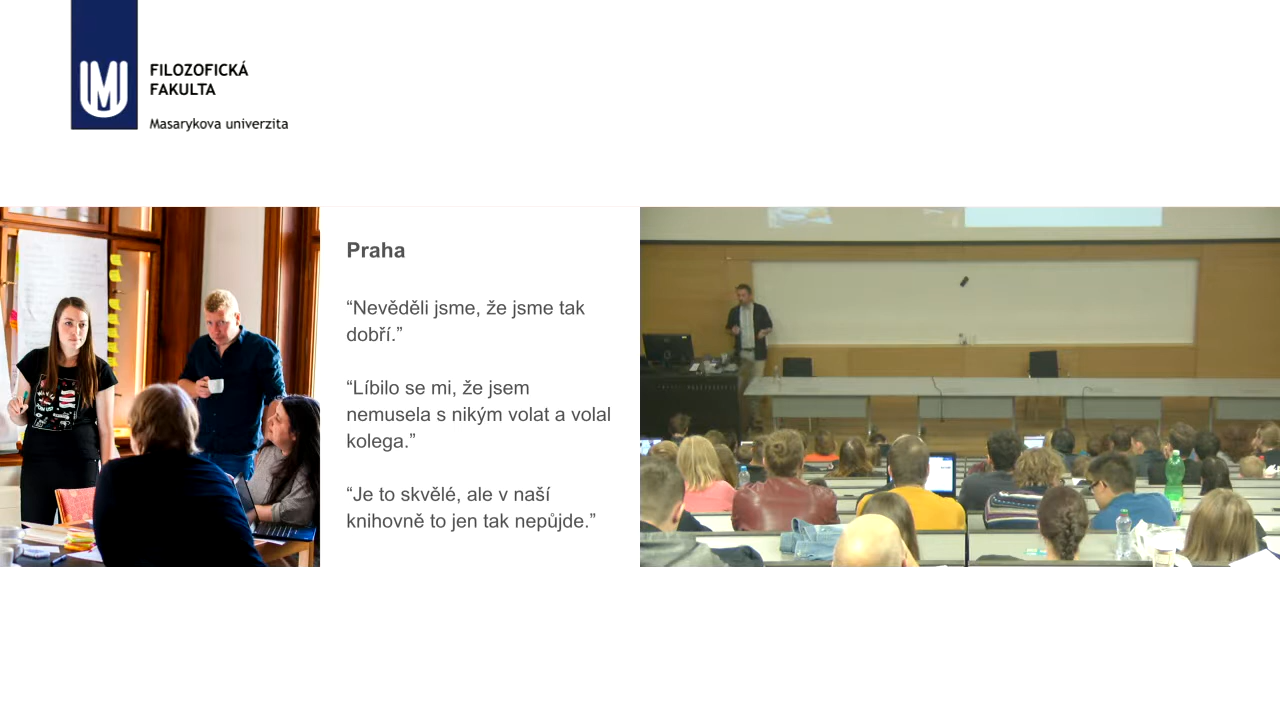 FILOZOFICKÁ
FAKULTA
Masarykova univerzita
Praha
“Nevěděli jsme, že jsme tak
dobří.”
“Líbilo se mi, že jsem
nemusela s nikým volat a volal
kolega.”
“Je to skvělé, ale v naší
knihovně to jen tak nepůjde.”